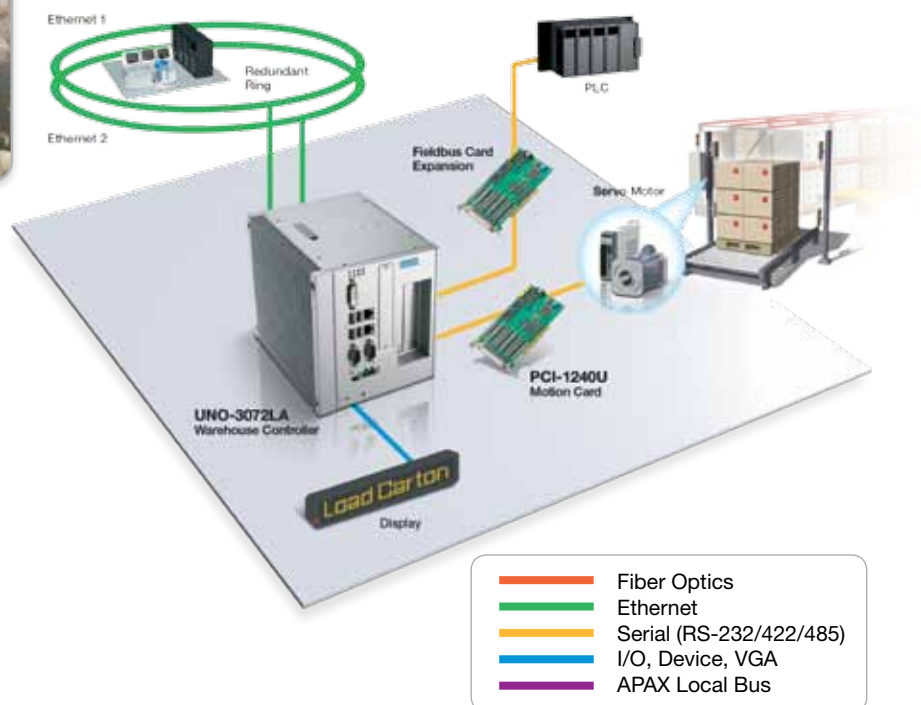 Ethernet 1
Redundant
Ring
Ethernet 2
PLC
Fieldbus Card
Expansion
Servo Motor
PCI-1240U
Motion Card
UNO-3072LA
Warehouse Controller
Load Carton
Display
Fiber Optics
Ethernet
Serial (RS-232/422/485)
I/O, Device, VGA
APAX Local Bus